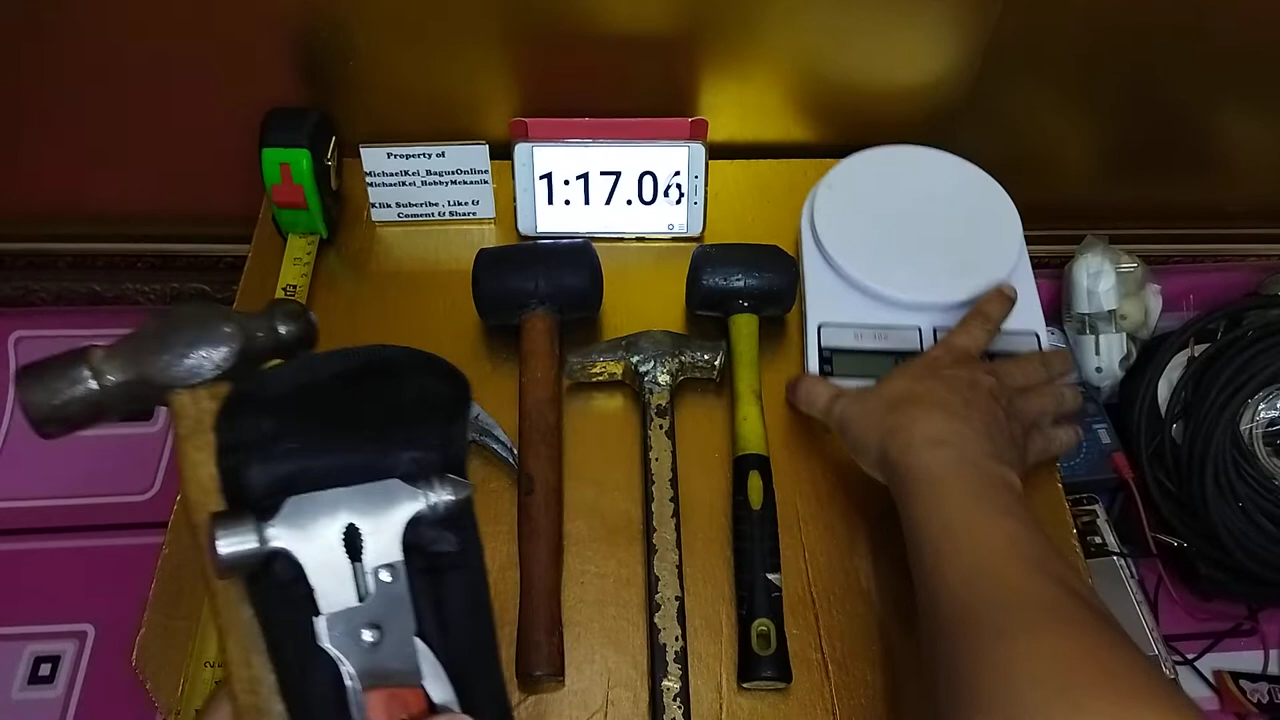 Property of
MichaelKei_BagusOnline
MichaelKei_HobbyMekanik
Klik Subcribe , Like &
Coment & Share
1:17.06